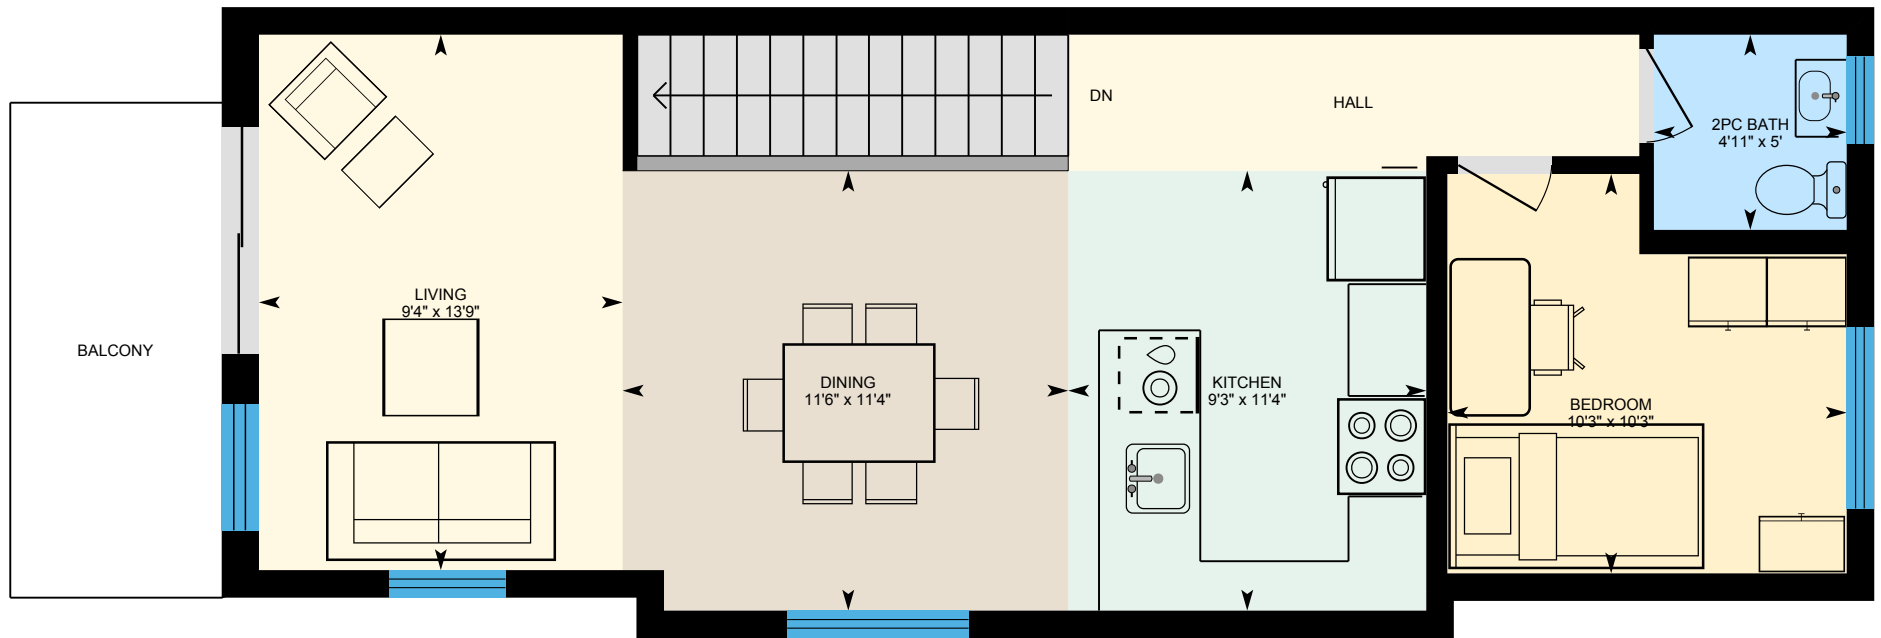 DN
HALL
2PC BATH
4'11" x 5'
LIVING
9'4" x 13'9"
BALCONY
DINING
11'6" x 11'4"
KITCHEN
9'3" x 11'4"
BEDROOM
10'3" x 10'3"